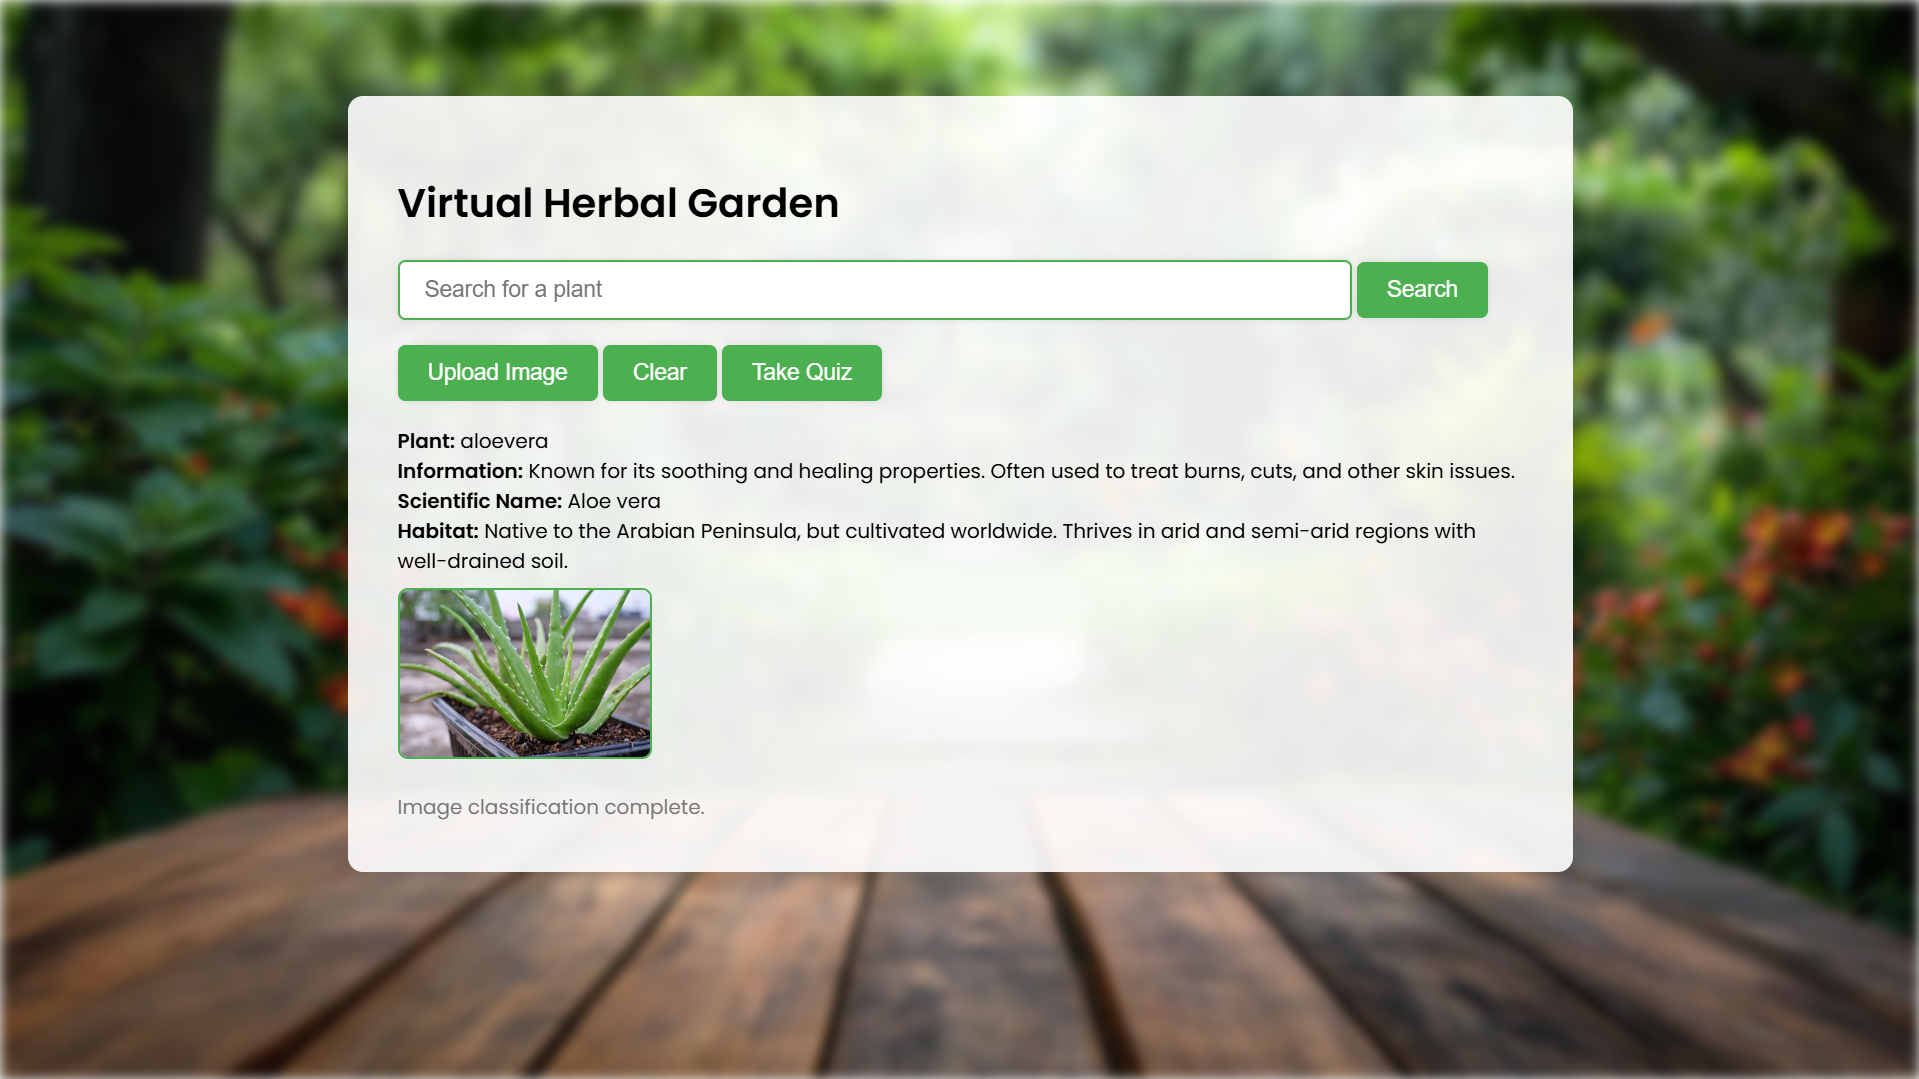 Virtual Herbal Garden
Search for a plant
Search
Upload Image
Clear
Take Quiz
Plant: aloevera
Information: Known for its soothing and healing properties. Often used to treat burns, cuts, and other skin issues.
Scientific Name: Aloe vera
Habitat: Native to the Arabian Peninsula, but cultivated worldwide. Thrives in arid and semi-arid regions with
well-drained soil.
Image classification complete.